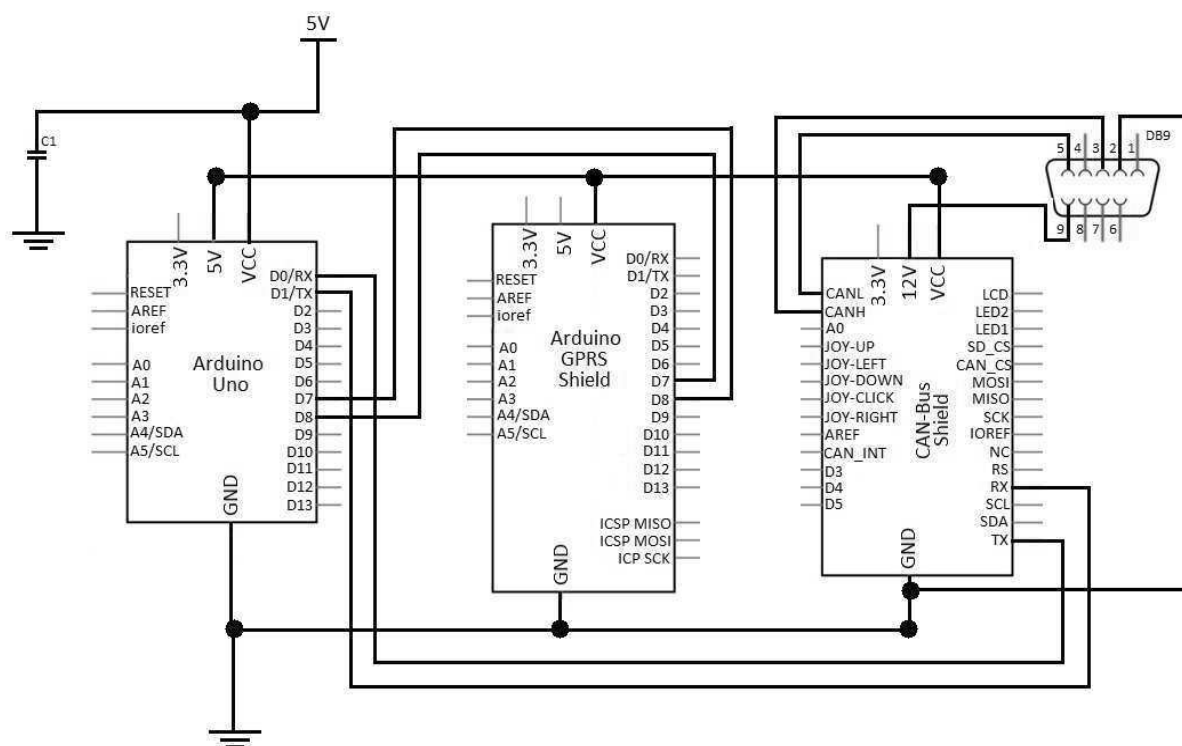 5V
C1
DB9
5
4
3
2
1
9
8
7
6
3.3V
5V
VCC
RESET
AREF
ioref
A0
A1
A2
A3
A4/SDA
A5/SCL
Arduino
Uno
D0/RX
D1/TX
D2
D3
D4
D5
D6
D7
D8
D9
D10
D11
D12
D13
GND
3.3V
5V
VCC
RESET
AREF
ioref
A0
A1
A2
A3
A4/SDA
A5/SCL
Arduino
GPRS
Shield
D0/RX
D1/TX
D2
D3
D4
D5
D6
D7
D8
D9
D10
D11
D12
D13
ICSP MISO
ICSP MOSI
ICP SCK
GND
3.3V
12V
VCC
CANL
CANH
A0
JOY-UP
JOY-LEFT
JOY-DOWN
JOY-CLICK
JOY-RIGHT
AREF
CAN_INT
D3
D4
D5
CAN-Bus
Shield
LCD
LED2
LED1
SD_CS
CAN_CS
MOSI
MISO
SCK
IOREF
NC
RS
RX
SCL
SDA
TX
GND